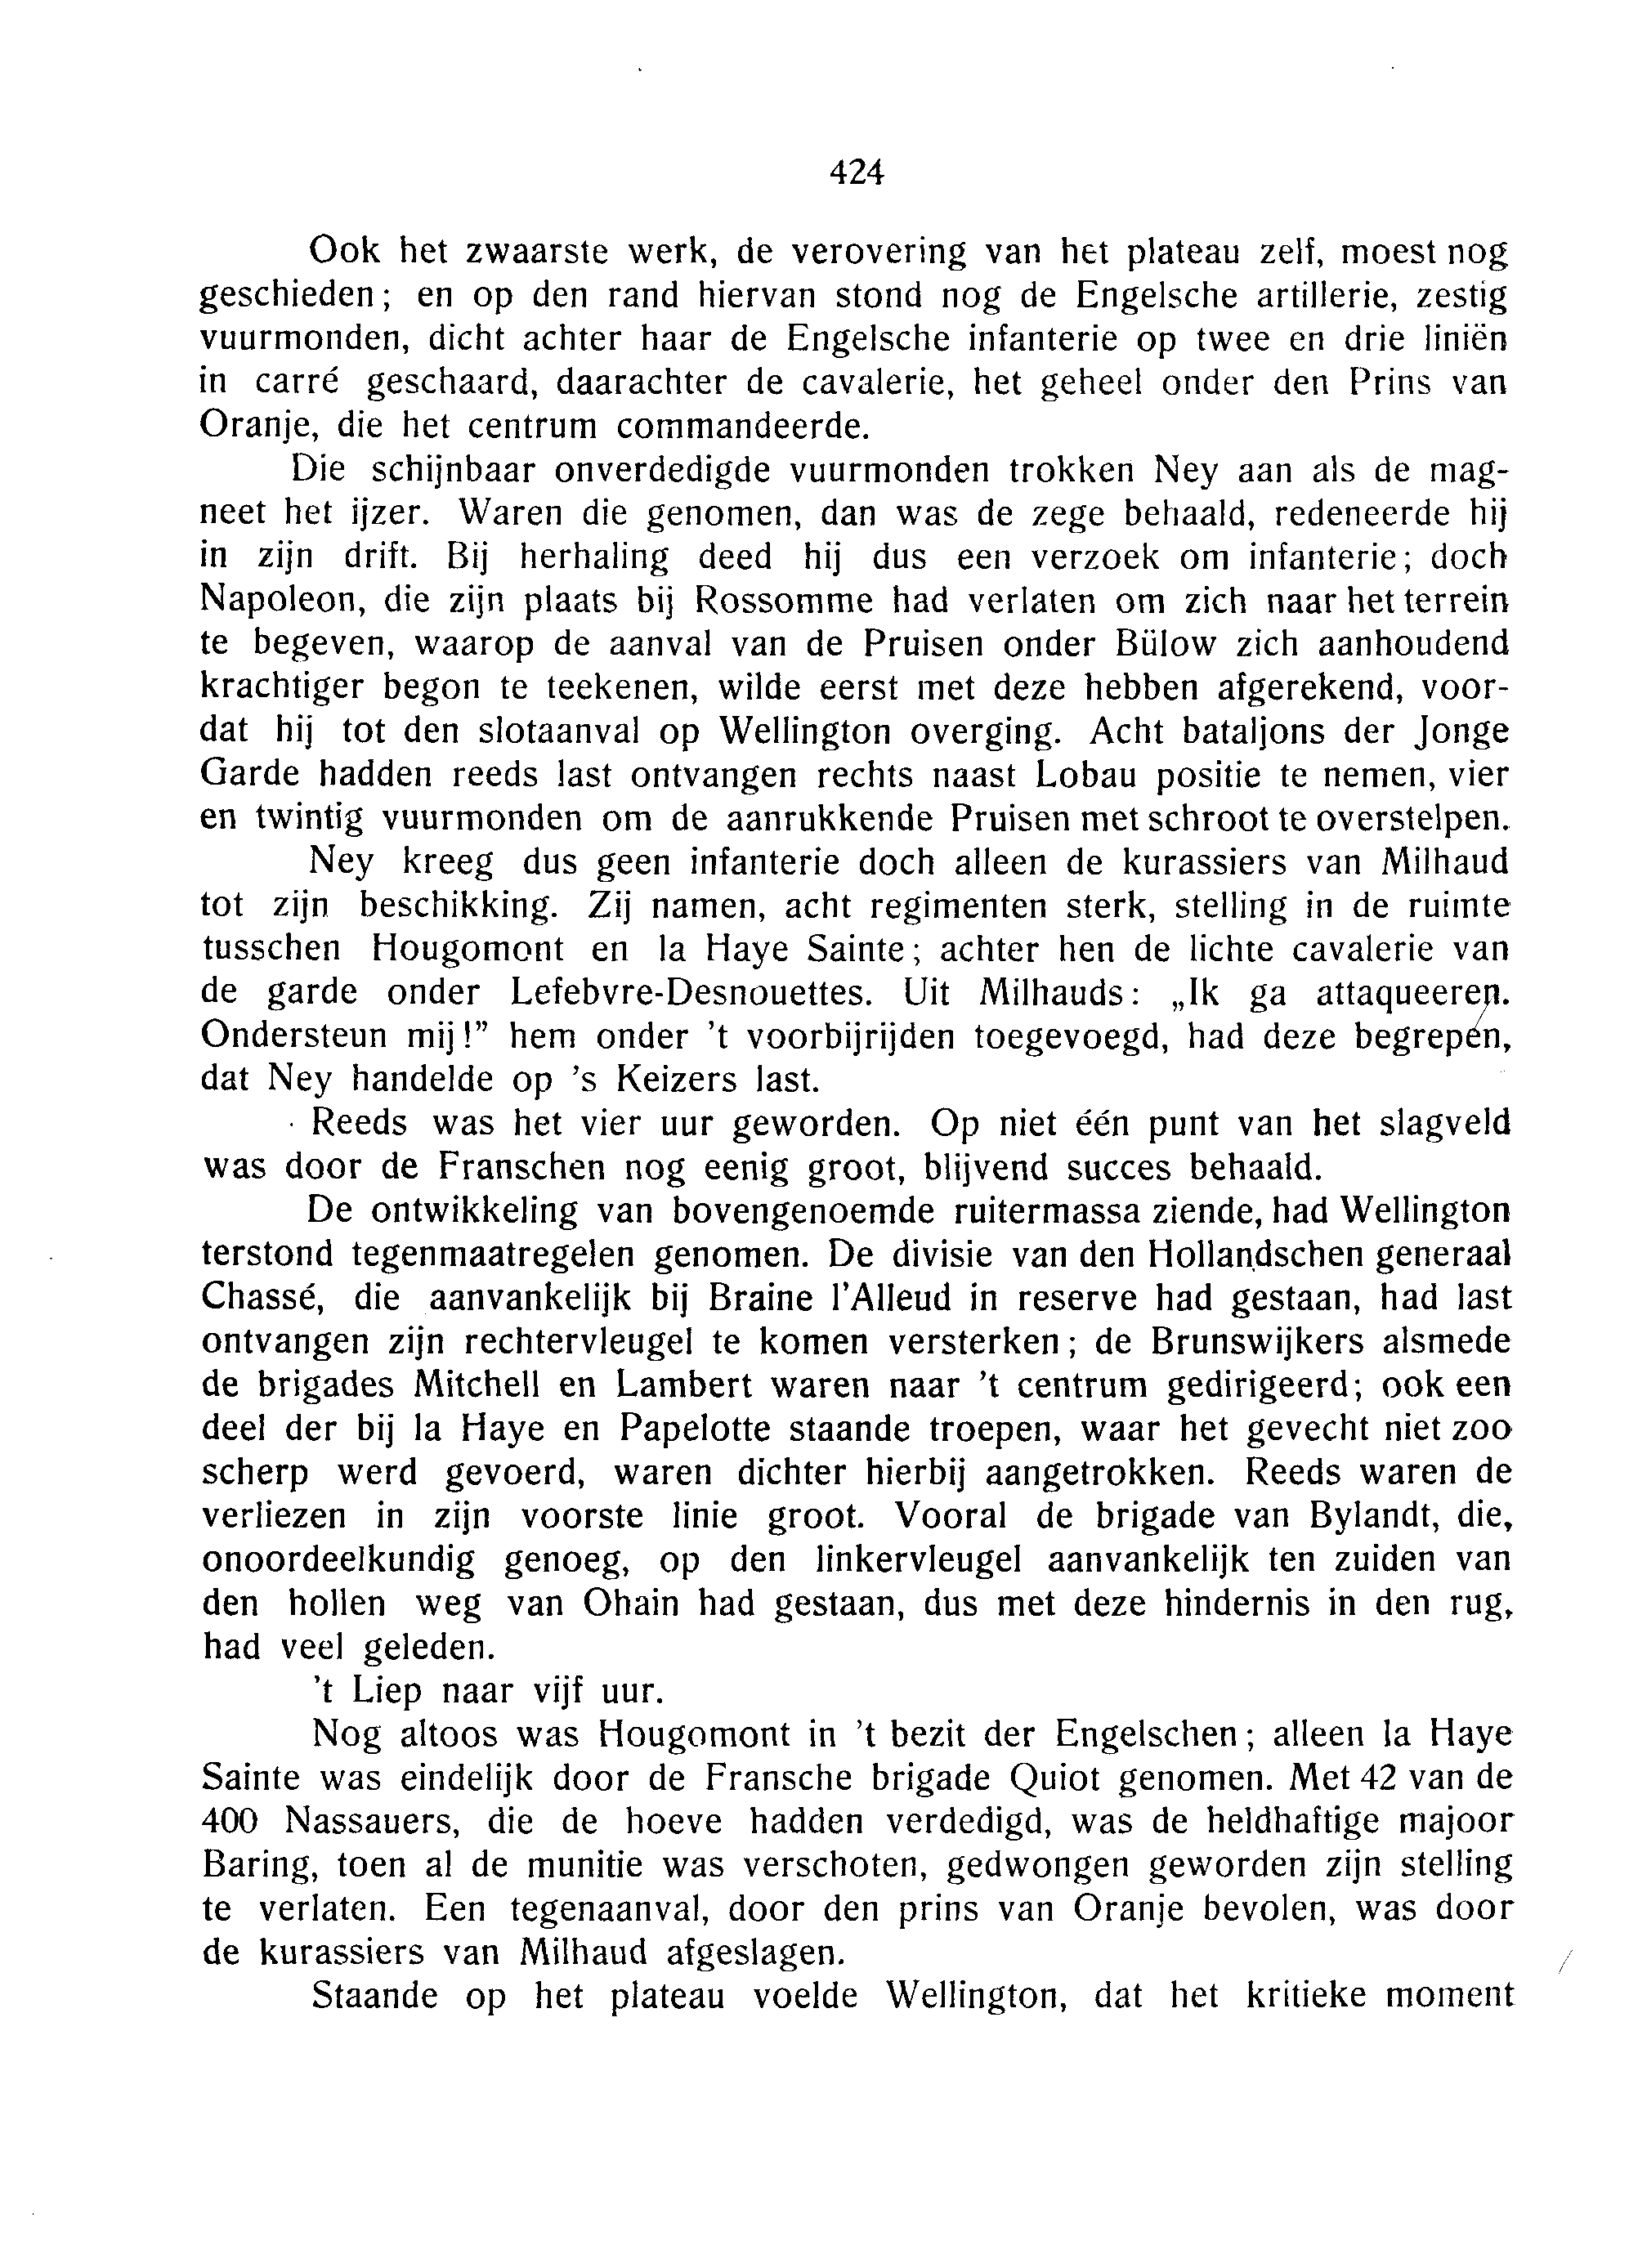 424
Ook het zwaarste werk, de verovering van het plateau zelf, moest nog
geschieden; en op den rand hiervan stond nog de Engelsche artillerie, zestig
vuurmonden, dicht achter haar de Engelsche infanterie op twee en drie liniën
in carré geschaard, daarachter de cavalerie, het geheel onder den Prins van
Oranje, die het centrum commandeerde.
Die schijnbaar onverdedigde vuurmonden trokken Ney aan als de mag-
neet het ijzer. Waren die genomen, dan was de zege behaald, redeneerde hij
in zijn drift. Bij herhaling deed hij dus een verzoek om infanterie; doch
Napoleon, die zijn plaats bij Rossomme had verlaten om zich naar het terrein
te begeven, waarop de aanval van de Pruisen onder Bülow zich aanhoudend
krachtiger begon te teekenen, wilde eerst met deze hebben afgerekend, voor-
dat hij tot den slotaanval op Wellington overging. Acht bataljons der Jonge
Garde hadden reeds last ontvangen rechts naast Lobau positie te nemen, vier
en twintig vuurmonden om de aanrukkende Pruisen met schroot te overstelpen.
Ney kreeg dus geen infanterie doch alleen de kurassiers van Milhaud
tot zijn beschikking. Zij namen, acht regimenten sterk, stelling in de ruimte
tusschen Hougomont en la Haye Sainte; achter hen de lichte cavalerie van
de garde onder Lefebvre-Desnouettes. Uit Milhauds: „Ik ga attaqueeren.
Ondersteun mij!” hem onder ’t voorbijrijden toegevoegd, had deze begrepen,
dat Ney handelde op ’s Keizers last.
Reeds was het vier uur geworden. Op niet één punt van het slagveld
was door de Franschen nog eenig groot, blijvend succes behaald.
De ontwikkeling van bovengenoemde ruitermassa ziende, had Wellington
terstond tegenmaatregelen genomen. De divisie van den Hollandschen generaal
Chassé, die aanvankelijk bij Braine l’Alleud in reserve had gestaan, had last
ontvangen zijn rechtervleugel te komen versterken; de Brunswijkers alsmede
de brigades Mitchell en Lambert waren naar ’t centrum gedirigeerd; ook een
deel der bij la Haye en Papelotte staande troepen, waar het gevecht niet zoo
scherp werd gevoerd, waren dichter hierbij aangetrokken. Reeds waren de
verliezen in zijn voorste linie groot. Vooral de brigade van Bylandt, die,
onoordeelkundig genoeg, op den linkervleugel aanvankelijk ten zuiden van
den hollen weg van Ohain had gestaan, dus met deze hindernis in den rug,
had veel geleden.
’t Liep naar vijf uur.
Nog altoos was Hougomont in ’t bezit der Engelschen; alleen la Haye
Sainte was eindelijk door de Fransche brigade Quiot genomen. Met 42 van de
400 Nassauers, die de hoeve hadden verdedigd, was de heldhaftige majoor
Baring, toen al de munitie was verschoten, gedwongen geworden zijn stelling
te verlaten. Een tegenaanval, door den prins van Oranje bevolen, was door
de kurassiers van Milhaud afgeslagen.
Staande op het plateau voelde Wellington, dat het kritieke moment